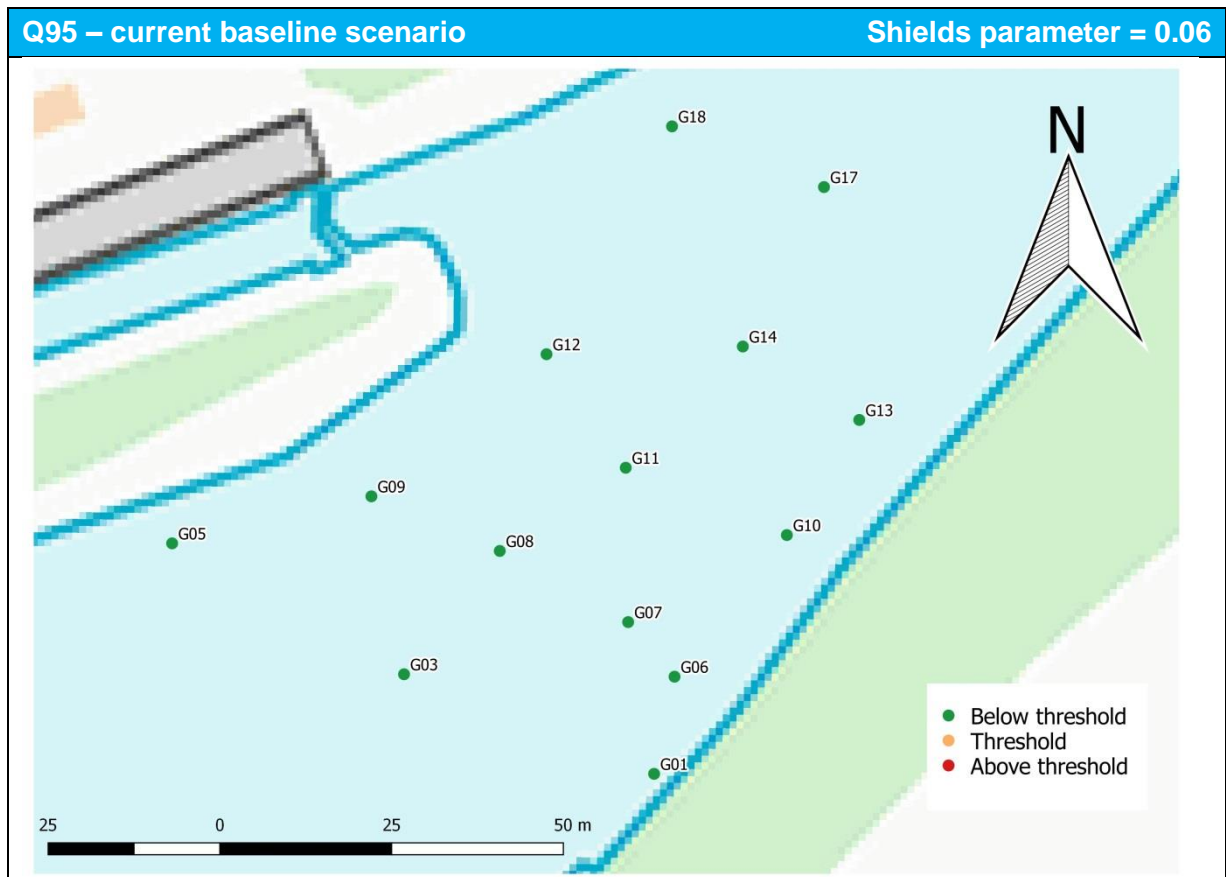 Q95 – current baseline scenario Shields parameter = 0.06
G18
N
G17
G12
G14
G13
G11
G09
G10
G05
G08
G07
G03
G06
Below threshold
Threshold
G01
Above threshold
25 0 25 50 m